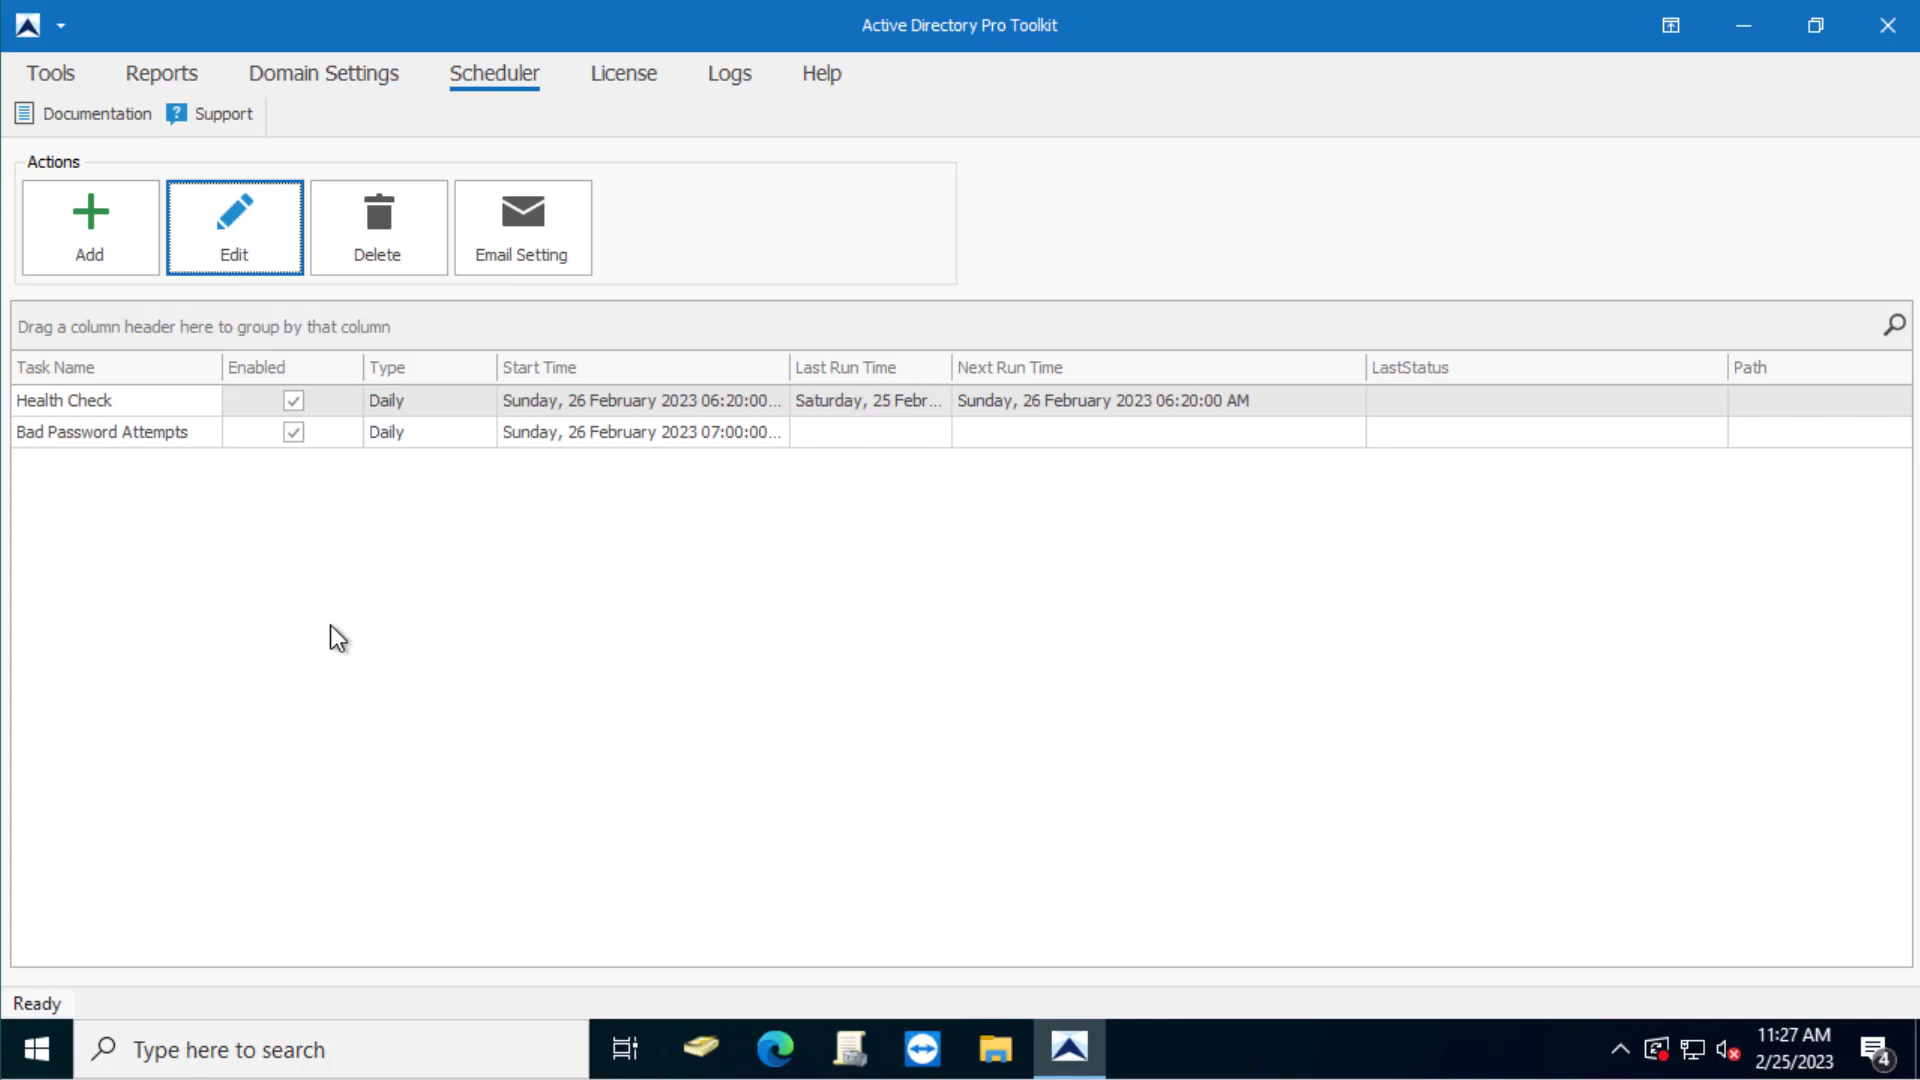 Active Directory Pro Toolkit
Tools Reports Domain Settings Scheduler License Logs Help
Documentation ? Support
Actions
Add Edit Delete Email Setting
Drag a column header here to group by that column
Task Name Enabled Type Start Time Last Run Time Next Run Time LastStatus Path
Health Check Daily Sunday, 26 February 2023 06:20:00... Saturday, 25 Febr... Sunday, 26 February 2023 06:20:00 AM
Bad Password Attempts Daily Sunday, 26 February 2023 07:00:00...
Ready
Type here to search
11:27 AM
2/25/2023
4